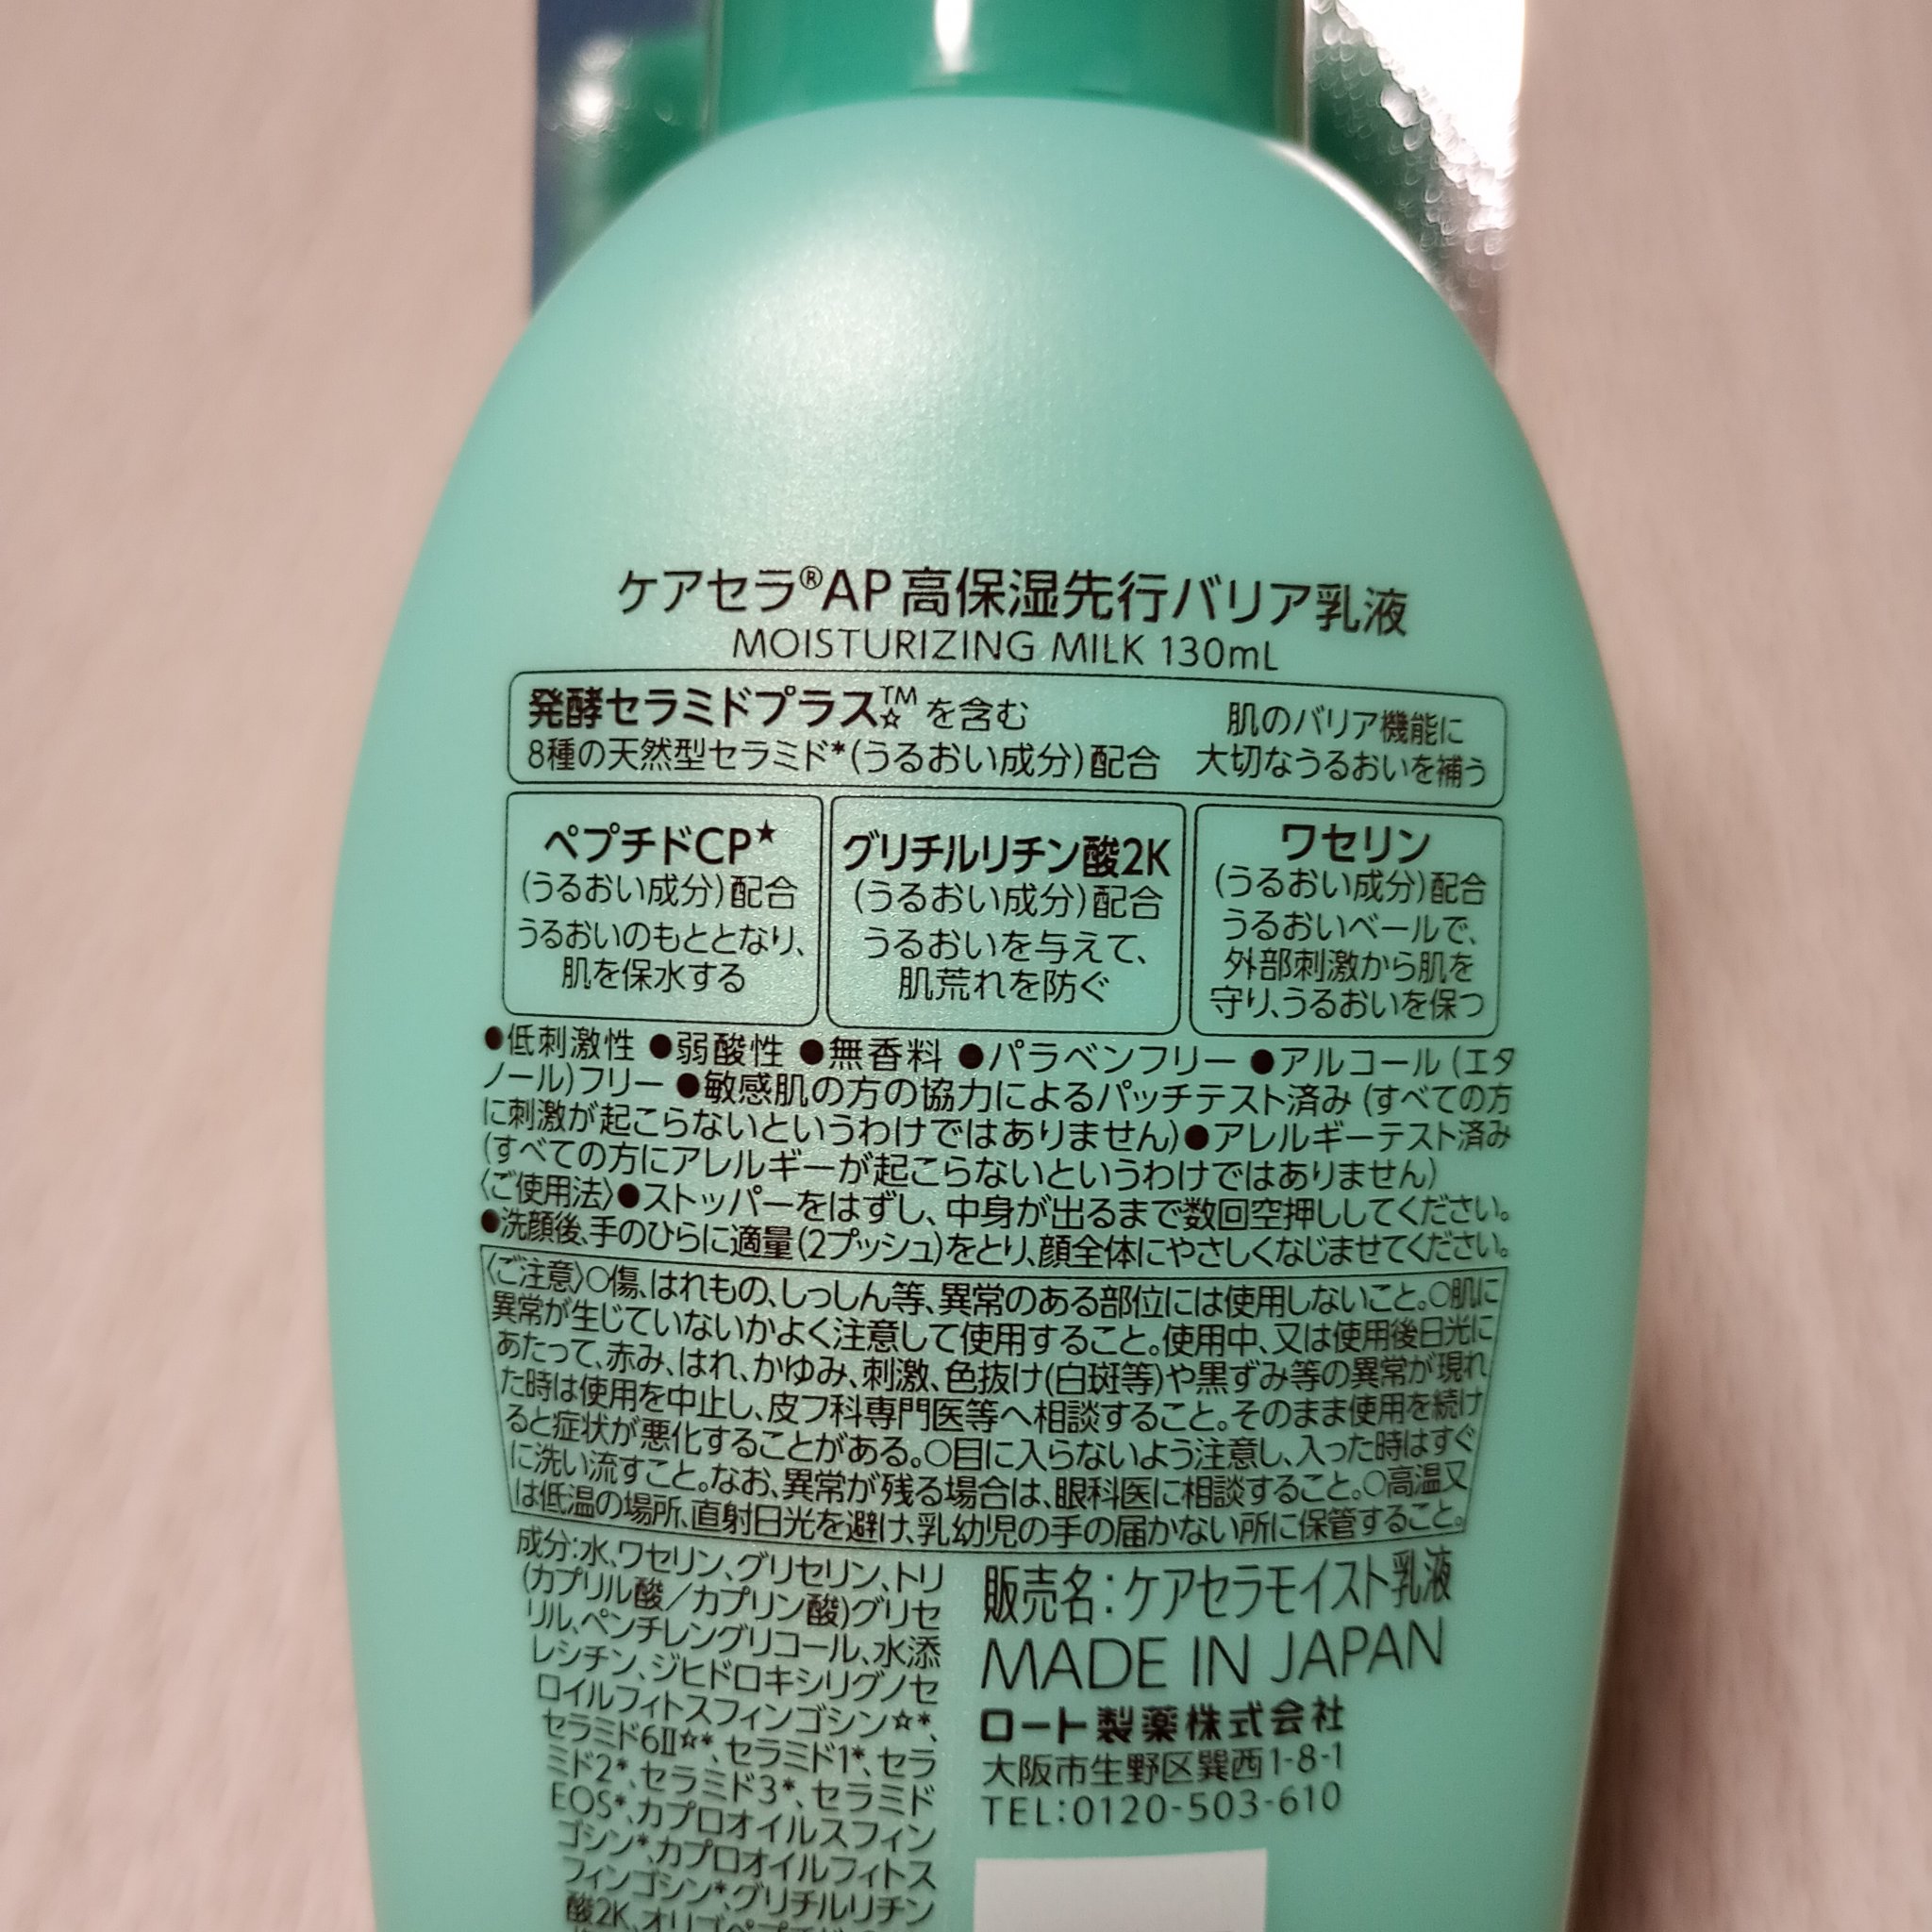 ケアセラ®AP高保湿先行バリア乳液
MOISTURIZING MILK 130mL
発酵セラミドプラス™☆を含む
8種の天然型セラミド*(うるおい成分)配合
肌のバリア機能に
大切なうるおいを補う
ペプチドCP★
(うるおい成分)配合
うるおいのもととなり、
肌を保水する
グリチルリチン酸2K
(うるおい成分)配合
うるおいを与えて、
肌荒れを防ぐ
ワセリン
(うるおい成分)配合
うるおいベールで、
外部刺激から肌を
守り、うるおいを保つ
●低刺激性 ●弱酸性 ●無香料 ●パラベンフリー ●アルコール(エタ
ノール)フリー ●敏感肌の方の協力によるパッチテスト済み(すべての方
に刺激が起こらないというわけではありません)●アレルギーテスト済み
(すべての方にアレルギーが起こらないというわけではありません)
〈ご使用法〉●ストッパーをはずし、中身が出るまで数回空押ししてください。
●洗顔後、手のひらに適量(2プッシュ)をとり、顔全体にやさしくなじませてください。
〈ご注意〉○傷、はれもの、しっしん等、異常のある部位には使用しないこと。○肌に
異常が生じていないかよく注意して使用すること。使用中、又は使用後日光に
あたって、赤み、はれ、かゆみ、刺激、色抜け(白斑等)や黒ずみ等の異常が現れ
た時は使用を中止し、皮フ科専門医等へ相談すること。そのまま使用を続け
ると症状が悪化することがある。○目に入らないよう注意し、入った時はすぐ
に洗い流すこと。なお、異常が残る場合は、眼科医に相談すること。○高温又
は低温の場所、直射日光を避け、乳幼児の手の届かない所に保管すること。
成分:水、ワセリン、グリセリン、トリ
(カプリル酸/カプリン酸)グリセ
リル、ペンチレングリコール、水添
レシチン、ジヒドロキシリグノセ
ロイルフィトスフィンゴシン☆*、
セラミド6Ⅱ☆*、セラミド1*、セラ
ミド2*、セラミド3*、セラミド
EOS*、カプロオイルスフィン
ゴシン*、カプロオイルフィトス
フィンゴシン*、グリチルリチン
酸2K、オリゴペプチド
販売名:ケアセラモイスト乳液
MADE IN JAPAN
ロート製薬株式会社
大阪市生野区巽西1-8-1
TEL:0120-503-610